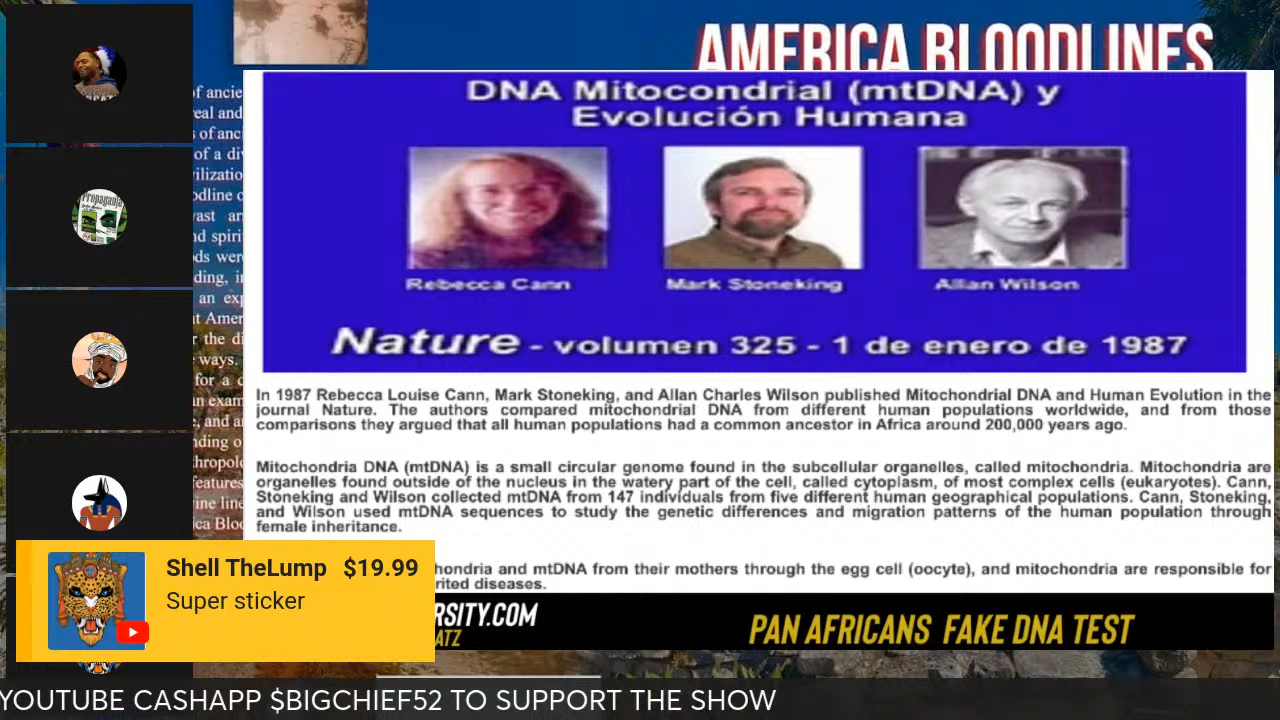 AMERICA BLOODLINES
DNA Mitocondrial (mtDNA) y
Evolución Humana
Rebecca Cann
Mark Stoneking
Allan Wilson
Nature - volumen 325 - 1 de enero de 1987
In 1987 Rebecca Louise Cann, Mark Stoneking, and Allan Charles Wilson published Mitochondrial DNA and Human Evolution in the
journal Nature. The authors compared mitochondrial DNA from different human populations worldwide, and from those
comparisons they argued that all human populations had a common ancestor in Africa around 200,000 years ago.
Mitochondria DNA (mtDNA) is a small circular genome found in the subcellular organelles, called mitochondria. Mitochondria are
organelles found outside of the nucleus in the watery part of the cell, called cytoplasm, of most complex cells (eukaryotes). Cann,
Stoneking and Wilson collected mtDNA from 147 individuals from five different human geographical populations. Cann, Stoneking,
and Wilson used mtDNA sequences to study the genetic differences and migration patterns of the human population through
female inheritance.
hondria and mtDNA from their mothers through the egg cell (oocyte), and mitochondria are responsible for
rited diseases.
Propaganda
Shell TheLump $19.99
Super sticker
RSITY.COM
ATZ
PAN AFRICANS FAKE DNA TEST
YOUTUBE CASHAPP $BIGCHIEF52 TO SUPPORT THE SHOW